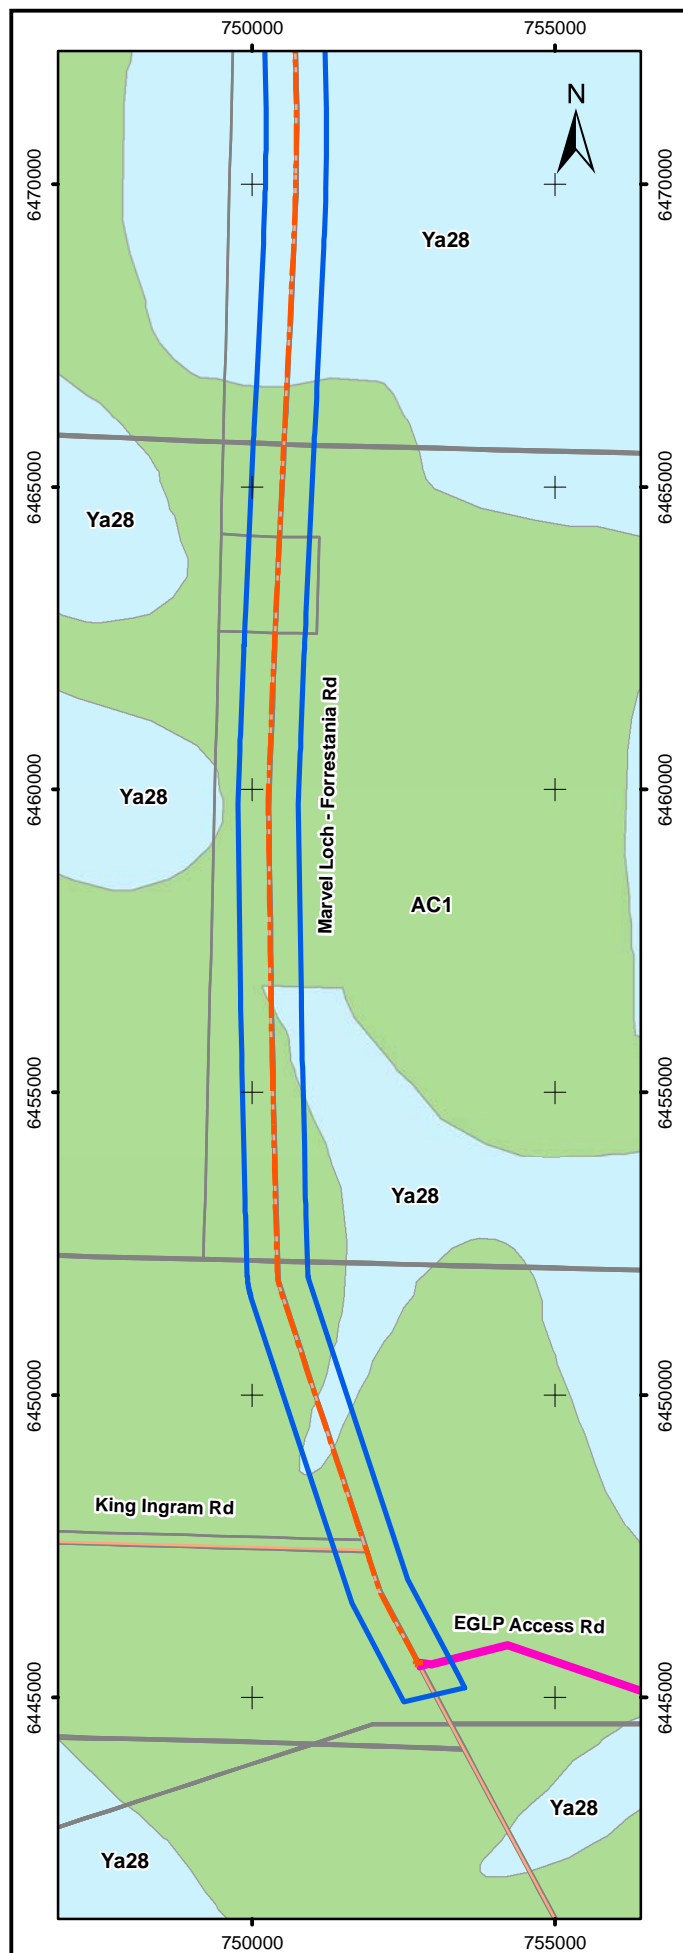 750000
755000
N
6470000
6470000
Ya28
6465000
6465000
Ya28
Marvel Loch - Forrestania Rd
6460000
6460000
Ya28
AC1
6455000
6455000
Ya28
6450000
6450000
King Ingram Rd
EGLP Access Rd
6445000
6445000
Ya28
Ya28
750000
755000